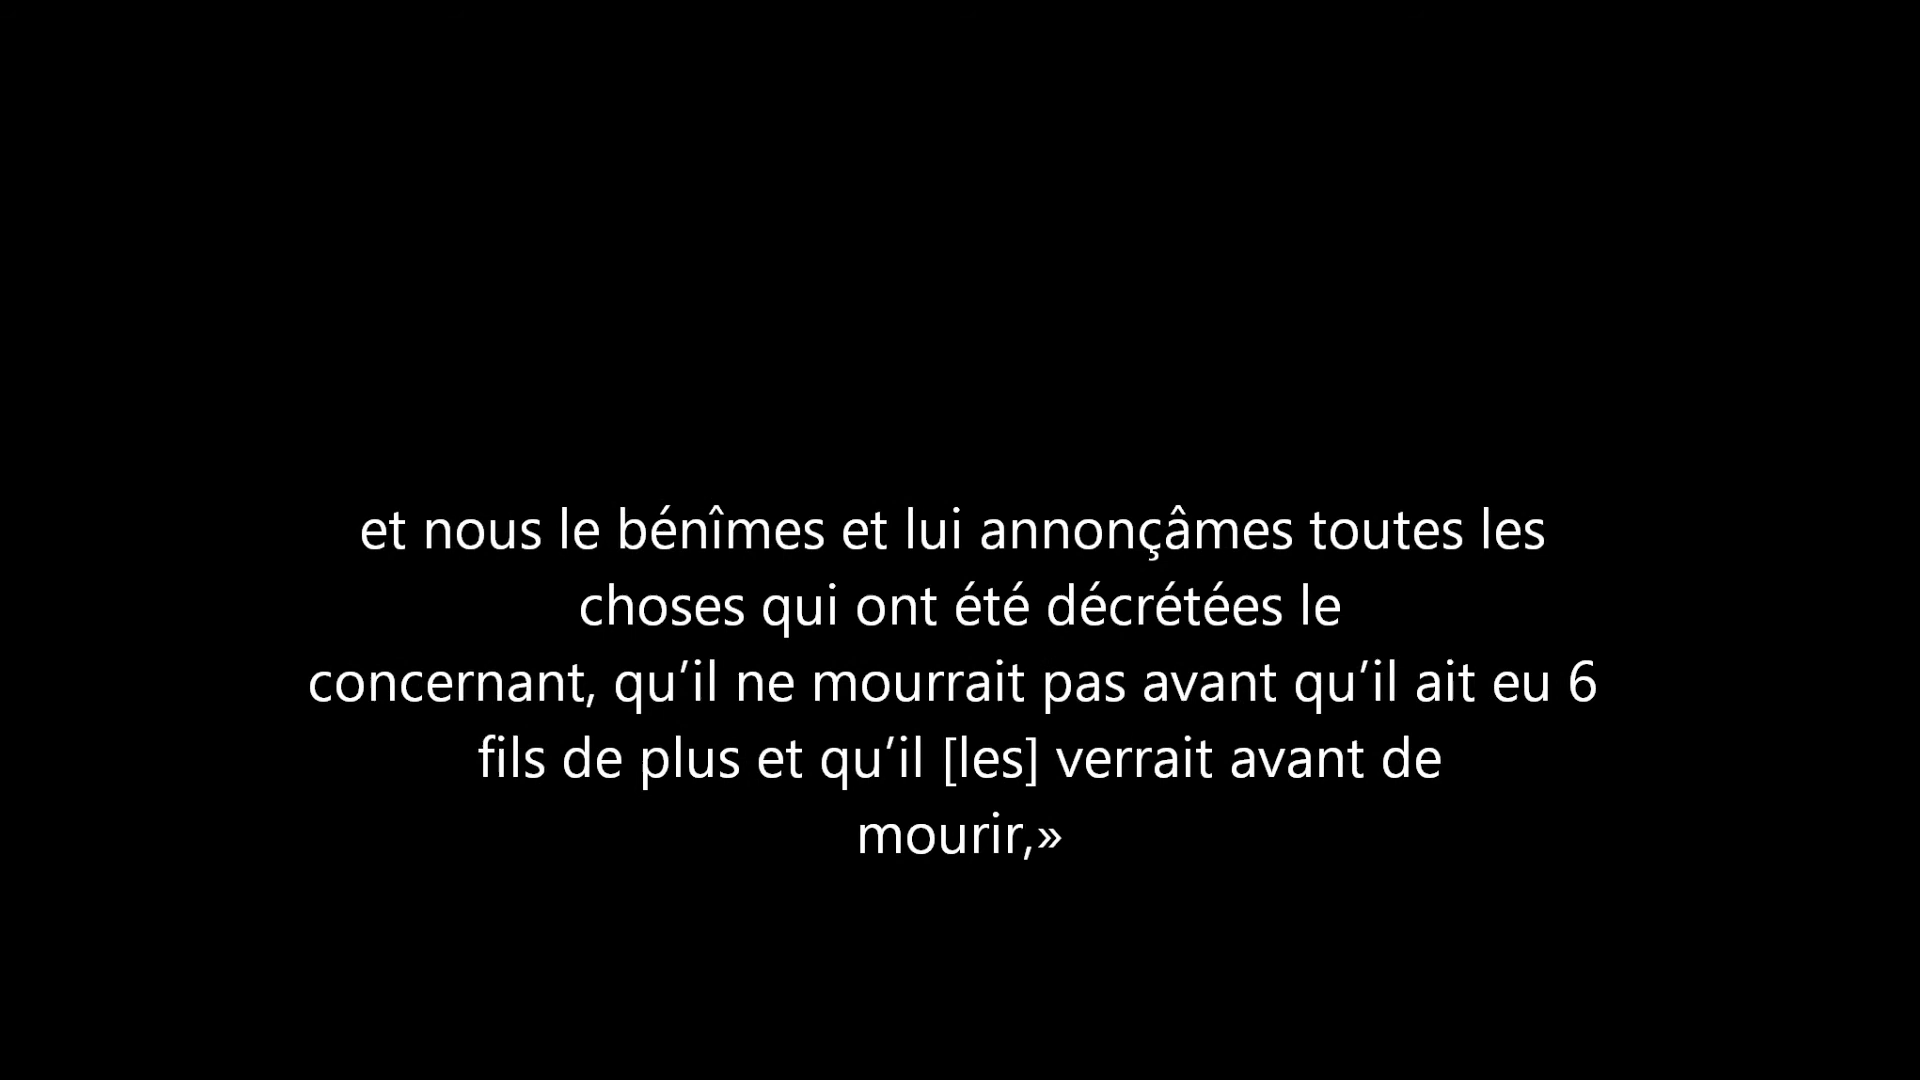 et nous le bénîmes et lui annonçâmes toutes les
choses qui ont été décrétées le
concernant, qu’il ne mourrait pas avant qu’il ait eu 6
fils de plus et qu’il [les] verrait avant de
mourir,»